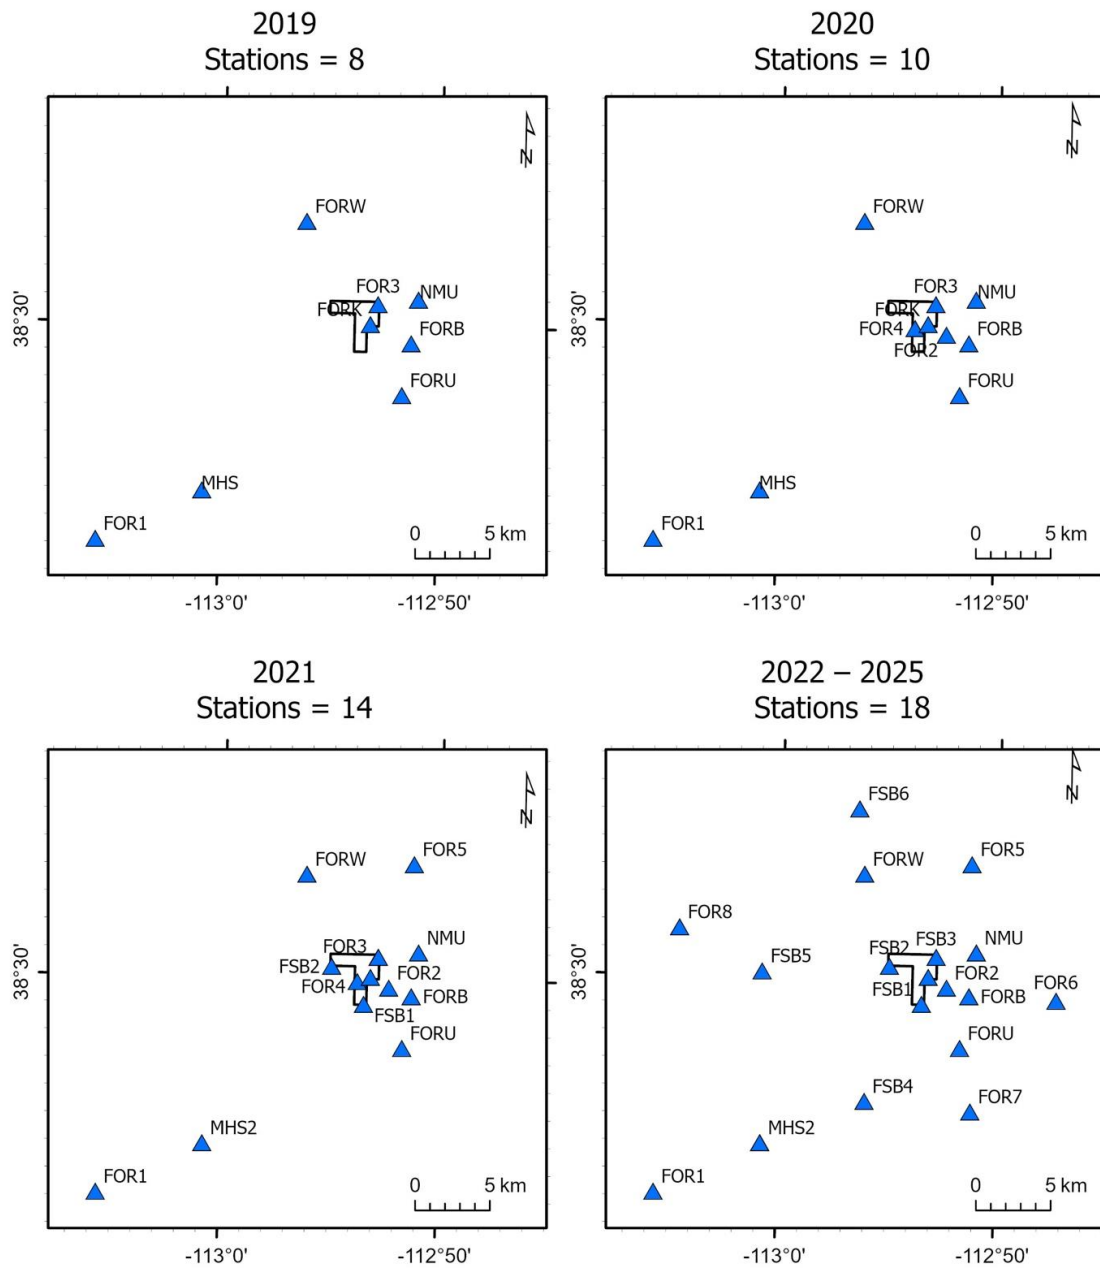 2019
Stations = 8
N
FORW
FOR3
NMU
FORK
FORB
FORU
MHS
FOR1
0 5 km
38°30'
-113°0' -112°50'
2020
Stations = 10
N
FORW
FOR3
NMU
FORK
FOR4
FORB
FOR2
FORU
MHS
FOR1
0 5 km
38°30'
-113°0' -112°50'
2021
Stations = 14
N
FOR5
FORW
NMU
FOR3
FSB2
FOR2
FOR4
FORB
FSB1
FORU
MHS2
FOR1
0 5 km
38°30'
-113°0' -112°50'
2022 – 2025
Stations = 18
N
FSB6
FORW
FOR5
FOR8
FSB5
FSB2
FSB3
NMU
FOR2
FSB1
FORB
FOR6
FORU
FSB4
FOR7
MHS2
FOR1
0 5 km
38°30'
-113°0' -112°50'